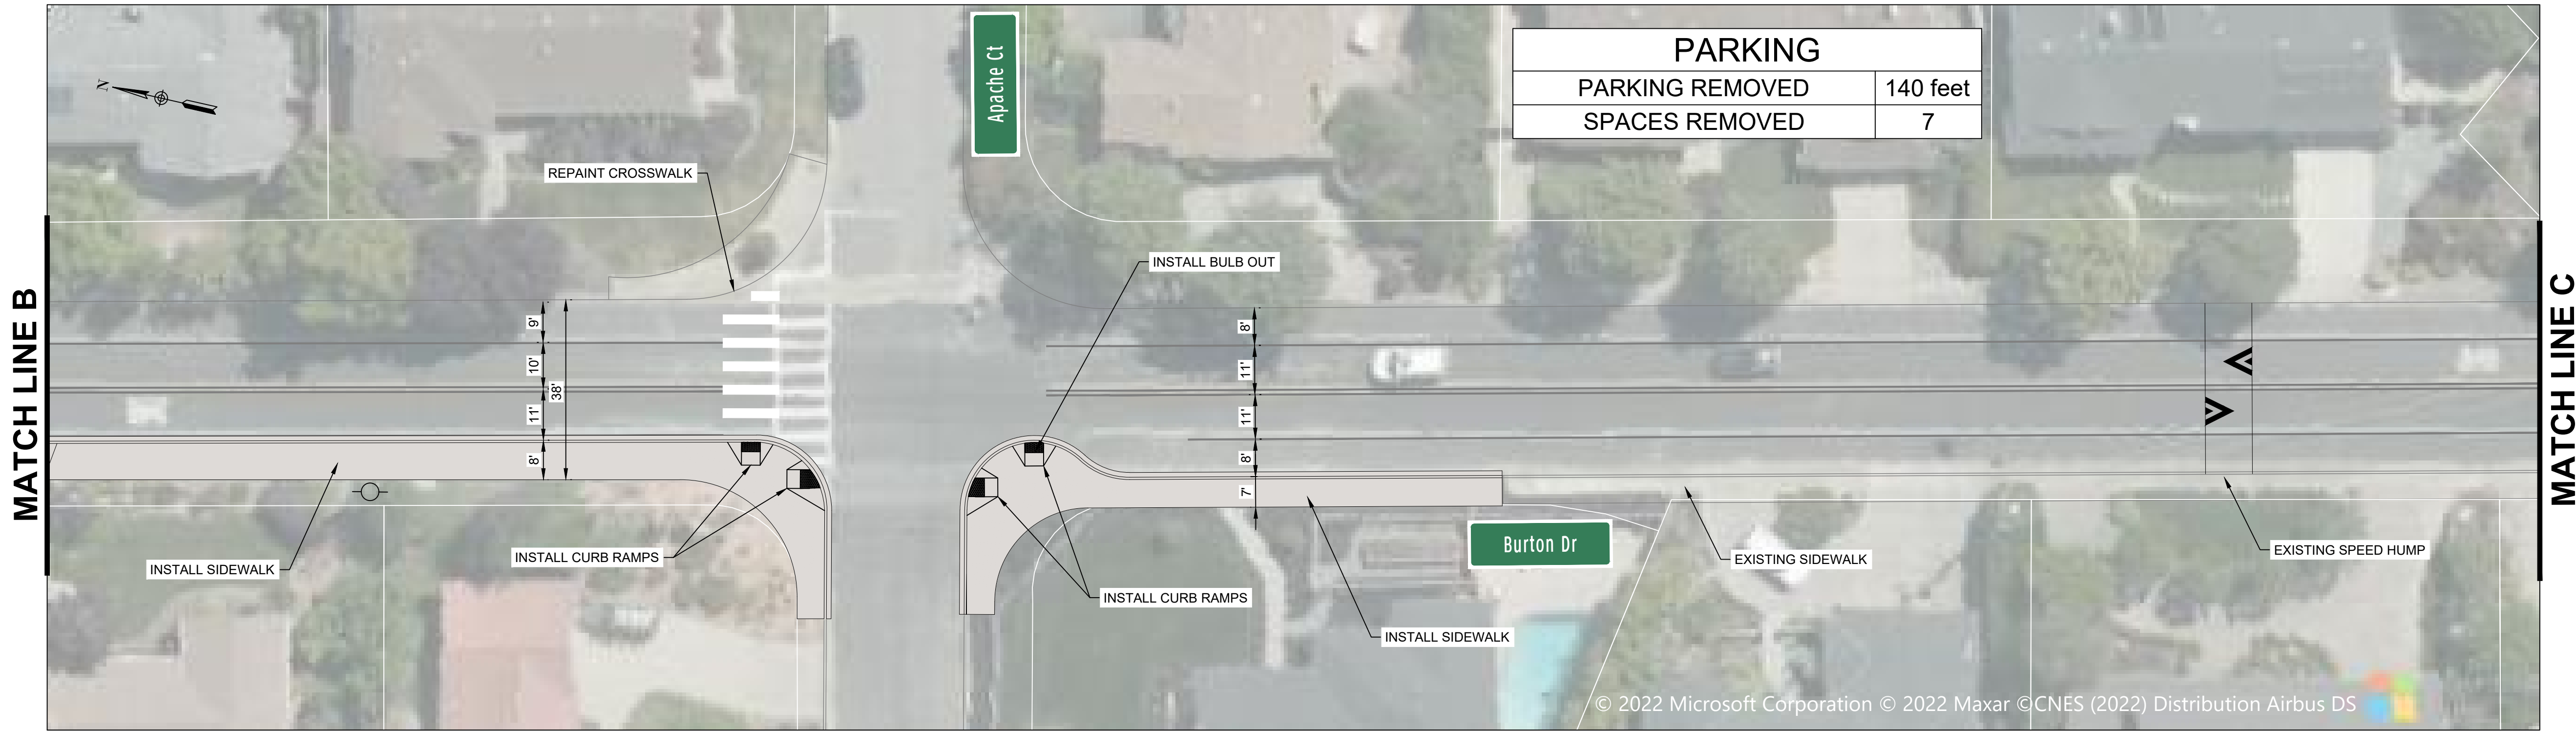 MATCH LINE B
N
Apache Ct
PARKING
PARKING REMOVED 140 feet
SPACES REMOVED 7
REPAINT CROSSWALK
INSTALL BULB OUT
9'
10'
11'
8'
38'
8'
11'
11'
8'
7'
INSTALL SIDEWALK
INSTALL CURB RAMPS
INSTALL CURB RAMPS
INSTALL SIDEWALK
Burton Dr
EXISTING SIDEWALK
EXISTING SPEED HUMP
MATCH LINE C
© 2022 Microsoft Corporation © 2022 Maxar ©CNES (2022) Distribution Airbus DS